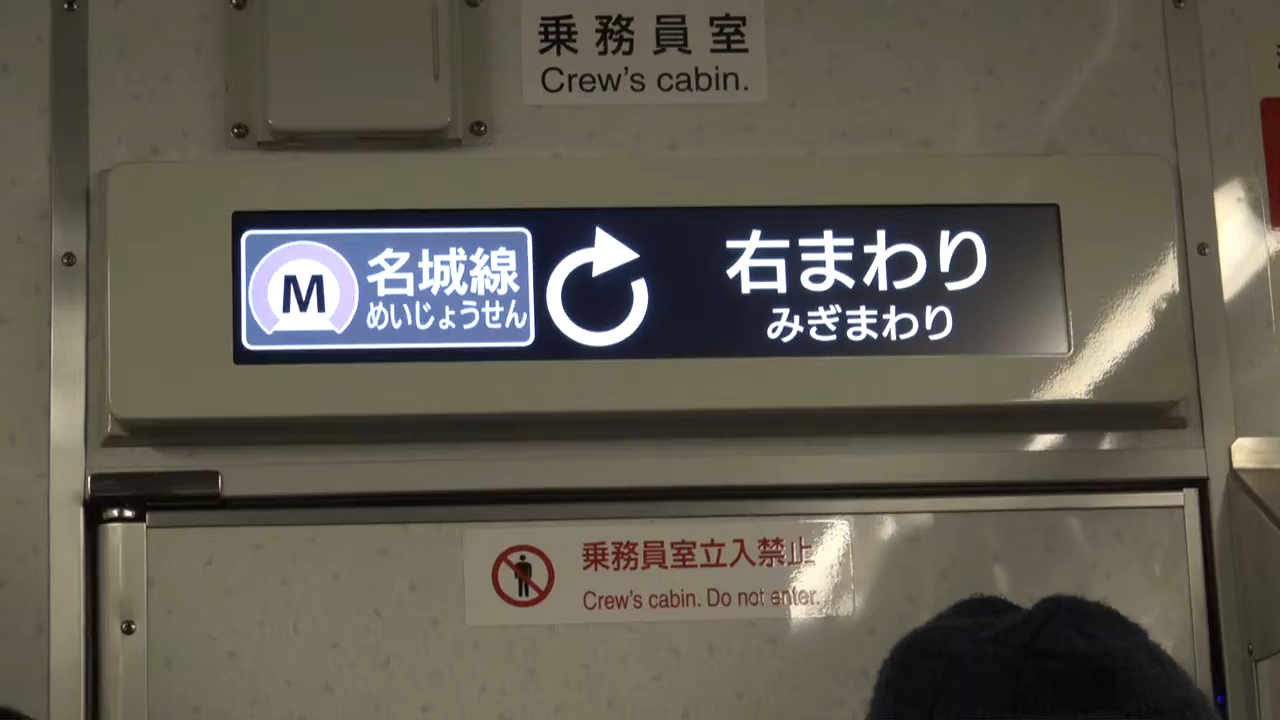 乗務員室
Crew's cabin.
M 名城線
めいじょうせん
右まわり
みぎまわり
乗務員室立入禁止
Crew's cabin. Do not enter.